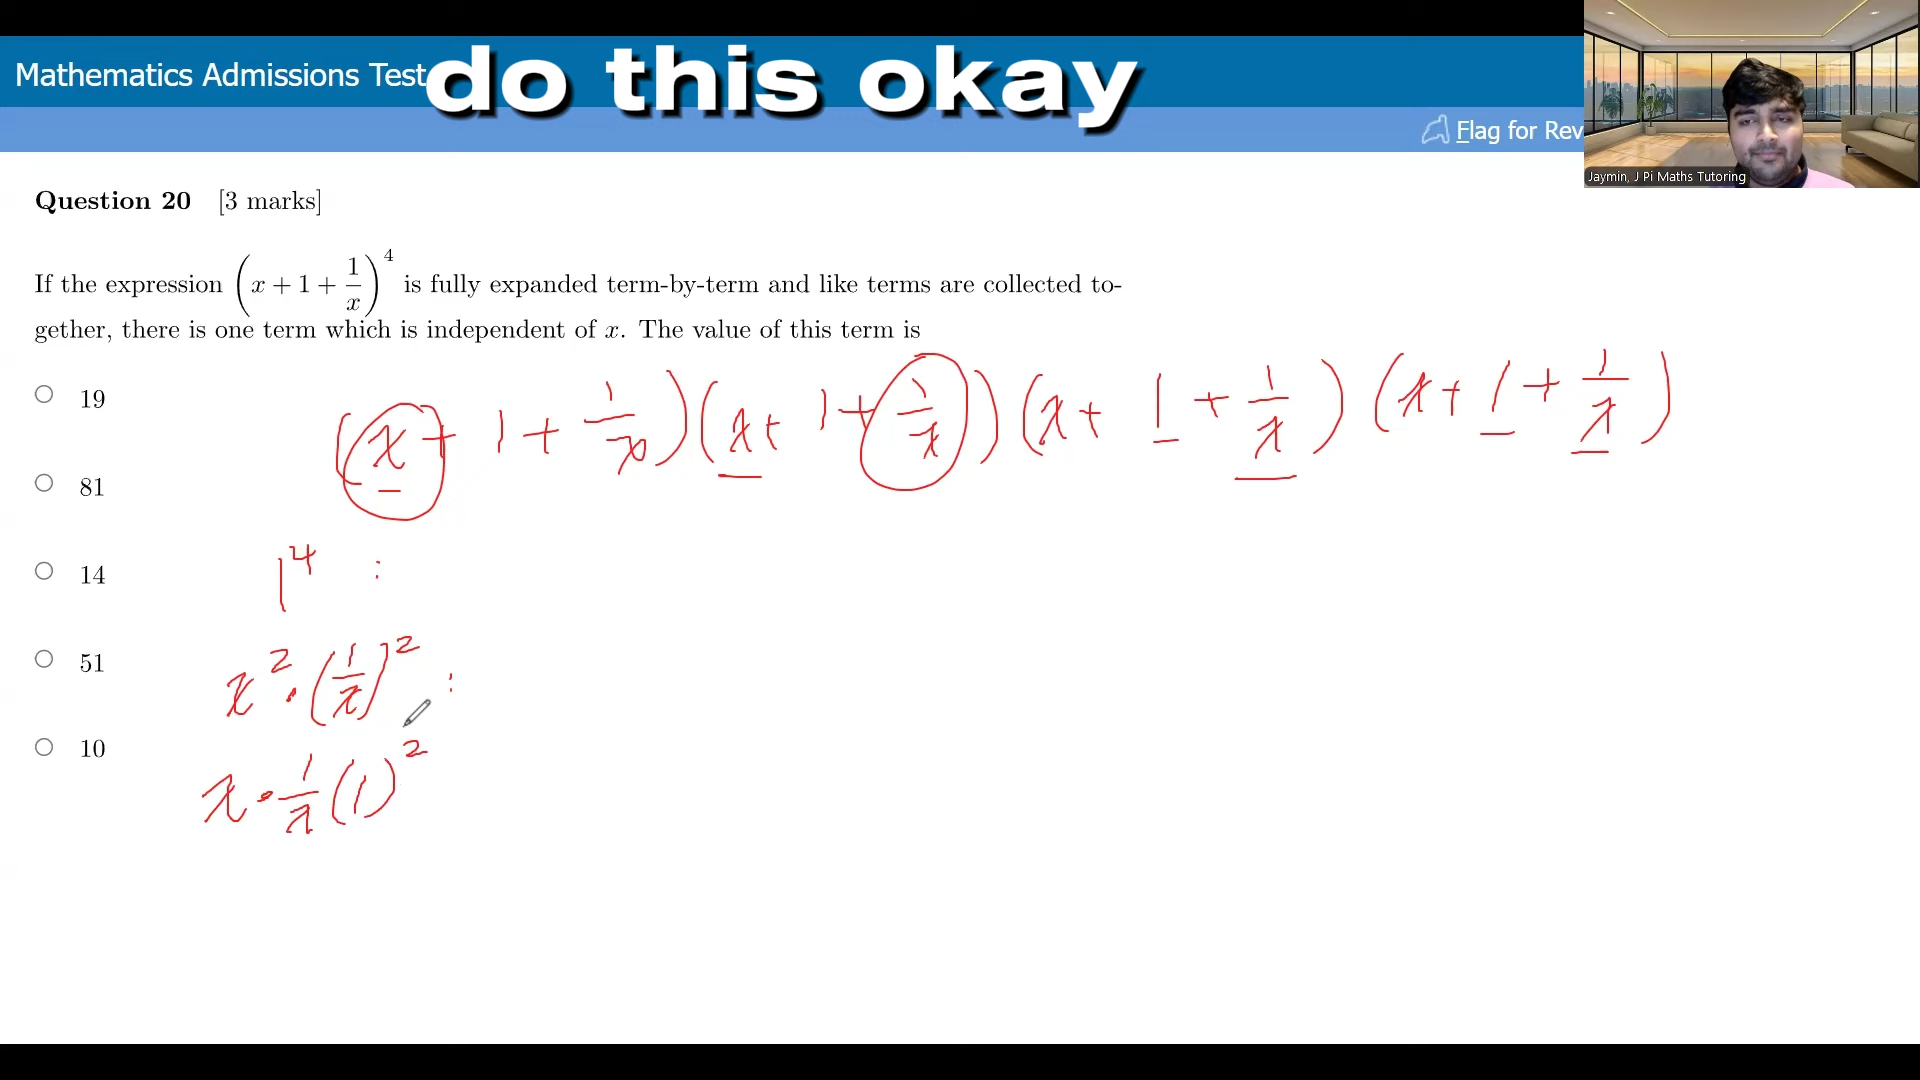 Mathematics Admissions Test
do this okay
Flag for Rev
Jaymin, J Pi Maths Tutoring
Question 20 [3 marks]
If the expression (x + 1 + 1/x)^4 is fully expanded term-by-term and like terms are collected to-
gether, there is one term which is independent of x. The value of this term is
(x + 1 + 1/x)(x + 1 + 1/x)(x + 1 + 1/x)(x + 1 + 1/x)
19
81
14
51
10
1^4 :
x^2 · (1/x)^2 :
x · 1/x (1)^2